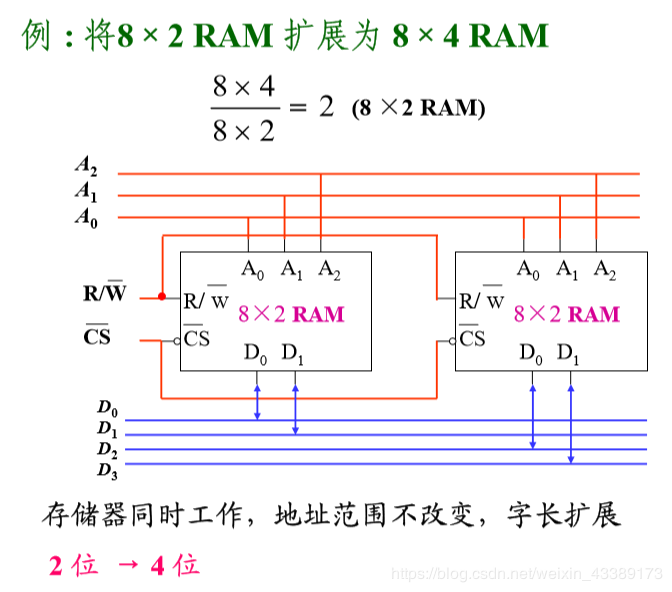 例：将8 × 2 RAM 扩展为 8 × 4 RAM
8 × 4
8 × 2
= 2 (8 ×2 RAM)
A₂
A₁
A₀
A₀ A₁ A₂
A₀ A₁ A₂
R/W̅
R/ W̅
R/ W̅
8×2 RAM
8×2 RAM
C̅S̅
C̅S̅
C̅S̅
D₀ D₁
D₀ D₁
D₀
D₁
D₂
D₃
存储器同时工作，地址范围不改变，字长扩展
2 位 → 4 位
https://blog.csdn.net/weixin_43389173